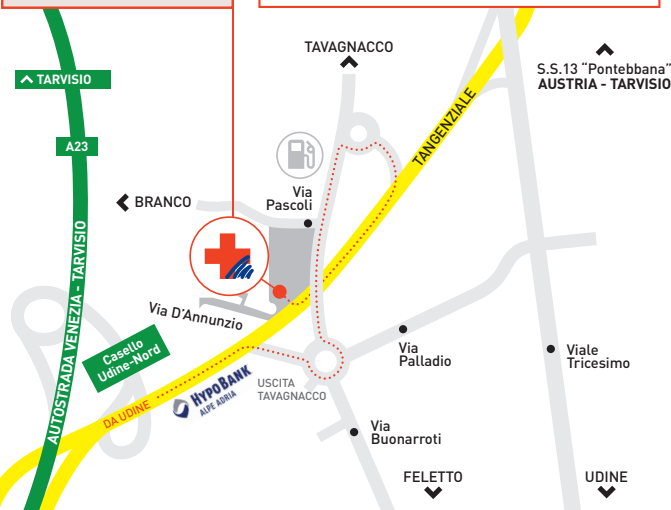 TAVAGNACCO
S.S.13 "Pontebbana"
AUSTRIA - TARVISIO
TARVISIO
A23
TANGENZIALE
BRANCO
Via
Pascoli
AUTOSTRADA VENEZIA - TARVISIO
Via D'Annunzio
Casello
Udine-Nord
Via
Palladio
Viale
Tricesimo
DA UDINE
HYPO BANK
ALPE ADRIA
USCITA
TAVAGNACCO
Via
Buonarroti
FELETTO
UDINE